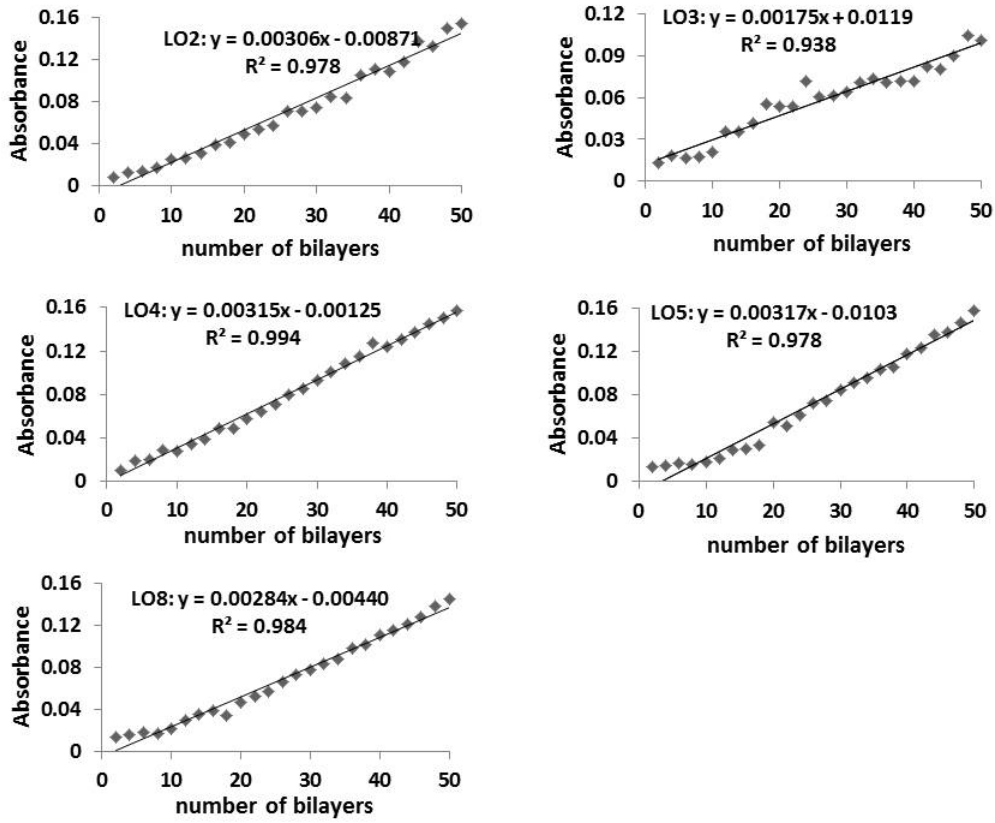 0.16
0.12
0.08
0.04
0
Absorbance
LO2: y = 0.00306x - 0.00871
R² = 0.978
0 10 20 30 40 50
number of bilayers
0.12
0.09
0.06
0.03
0
Absorbance
LO3: y = 0.00175x + 0.0119
R² = 0.938
0 10 20 30 40 50
number of bilayers
0.16
0.12
0.08
0.04
0
Absorbance
LO4: y = 0.00315x - 0.00125
R² = 0.994
0 10 20 30 40 50
number of bilayers
0.16
0.12
0.08
0.04
0
Absorbance
LO5: y = 0.00317x - 0.0103
R² = 0.978
0 10 20 30 40 50
number of bilayers
0.16
0.12
0.08
0.04
0
Absorbance
LO8: y = 0.00284x - 0.00440
R² = 0.984
0 10 20 30 40 50
number of bilayers